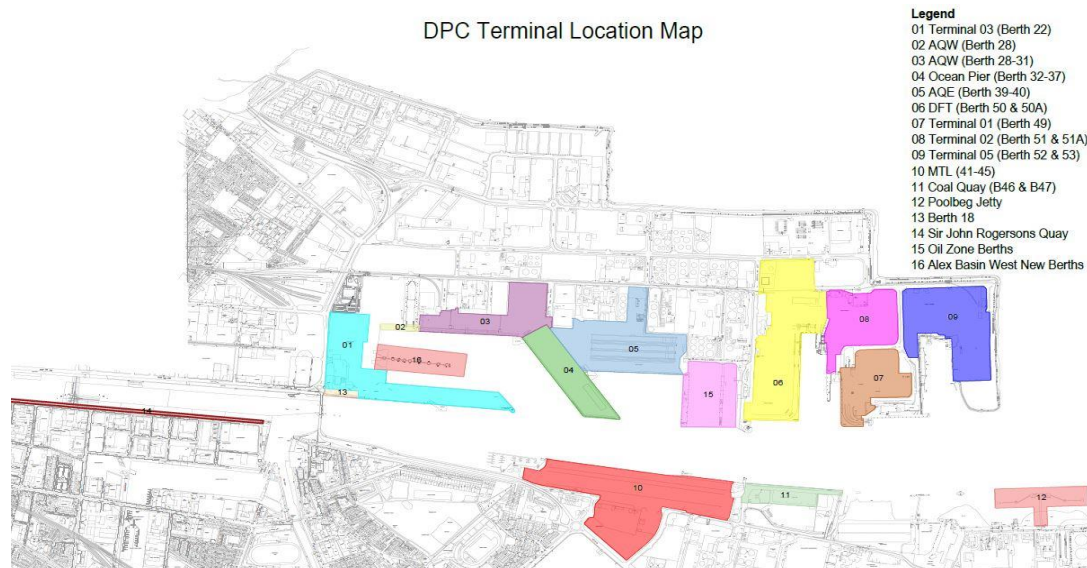 DPC Terminal Location Map
Legend
01 Terminal 03 (Berth 22)
02 AQW (Berth 28)
03 AQW (Berth 28-31)
04 Ocean Pier (Berth 32-37)
05 AQE (Berth 39-40)
06 DFT (Berth 50 & 50A)
07 Terminal 01 (Berth 49)
08 Terminal 02 (Berth 51 & 51A)
09 Terminal 05 (Berth 52 & 53)
10 MTL (41-45)
11 Coal Quay (B46 & B47)
12 Poolbeg Jetty
13 Berth 18
14 Sir John Rogersons Quay
15 Oil Zone Berths
16 Alex Basin West New Berths
03
02
01
08
09
05
16
04
07
06
13
15
14
10
11
12